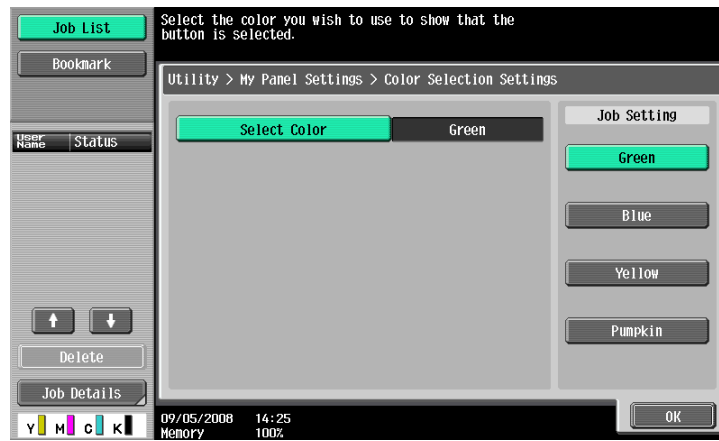 Job List
Bookmark
Select the color you wish to use to show that the
button is selected.
Utility > My Panel Settings > Color Selection Settings
User Name Status
Select Color Green
Job Setting
Green
Blue
Yellow
Pumpkin
Delete
Job Details
Y M C K
09/05/2008 14:25
Memory 100%
OK